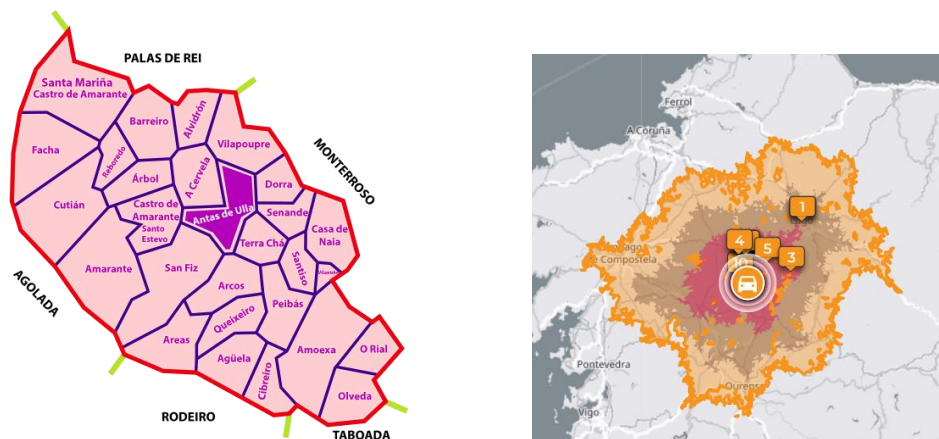 PALAS DE REI
Santa Mariña
Castro de Amarante
Barreiro
Alvidrón
Vilapoupre
MONTERROSO
Facha
Reboredo
Árbol
A Cervela
Dorra
Cutián
Castro de
Amarante
Santo
Estevo
Antas de Ulla
Senande
Casa de
Naia
Terra Chá
Santiso
Amarante
San Fiz
AGOLADA
Arcos
Peibás
Queixeiro
Areas
Agüela
Cibreiro
Amoexa
O Rial
Olveda
RODEIRO
TABOADA
Ferrol
A Coruña
1
4
5
3
de Compostela
Pontevedra
Ourens
Vigo